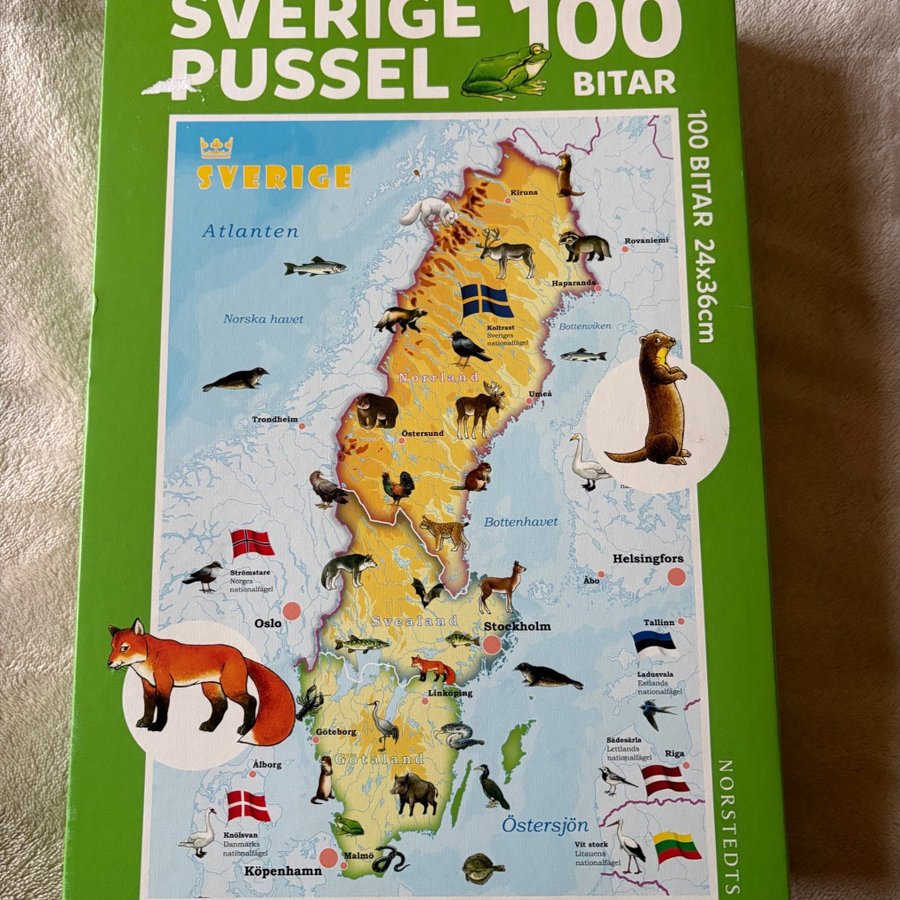 SVERIGE 100
PUSSEL BITAR
100 BITAR 24x36cm
SVERIGE
Kiruna
Atlanten
Rovaniemi
Haparanda
Norska havet
Koltrast
Sveriges
nationalfågel
Bottenviken
Norrland
Umeå
Trondheim
Östersund
Bottenhavet
Helsingfors
Strömstare
Norges
nationalfågel
Åbo
Oslo
Svealand
Stockholm
Tallinn
Ladusvala
Estlands
nationalfågel
Linköping
Göteborg
Götaland
Sädesärla
Lettlands
nationalfågel
Riga
Ålborg
NORSTEDTS
Östersjön
Knölsvan
Danmarks
nationalfågel
Vit stork
Litauens
nationalfågel
Malmö
Köpenhamn